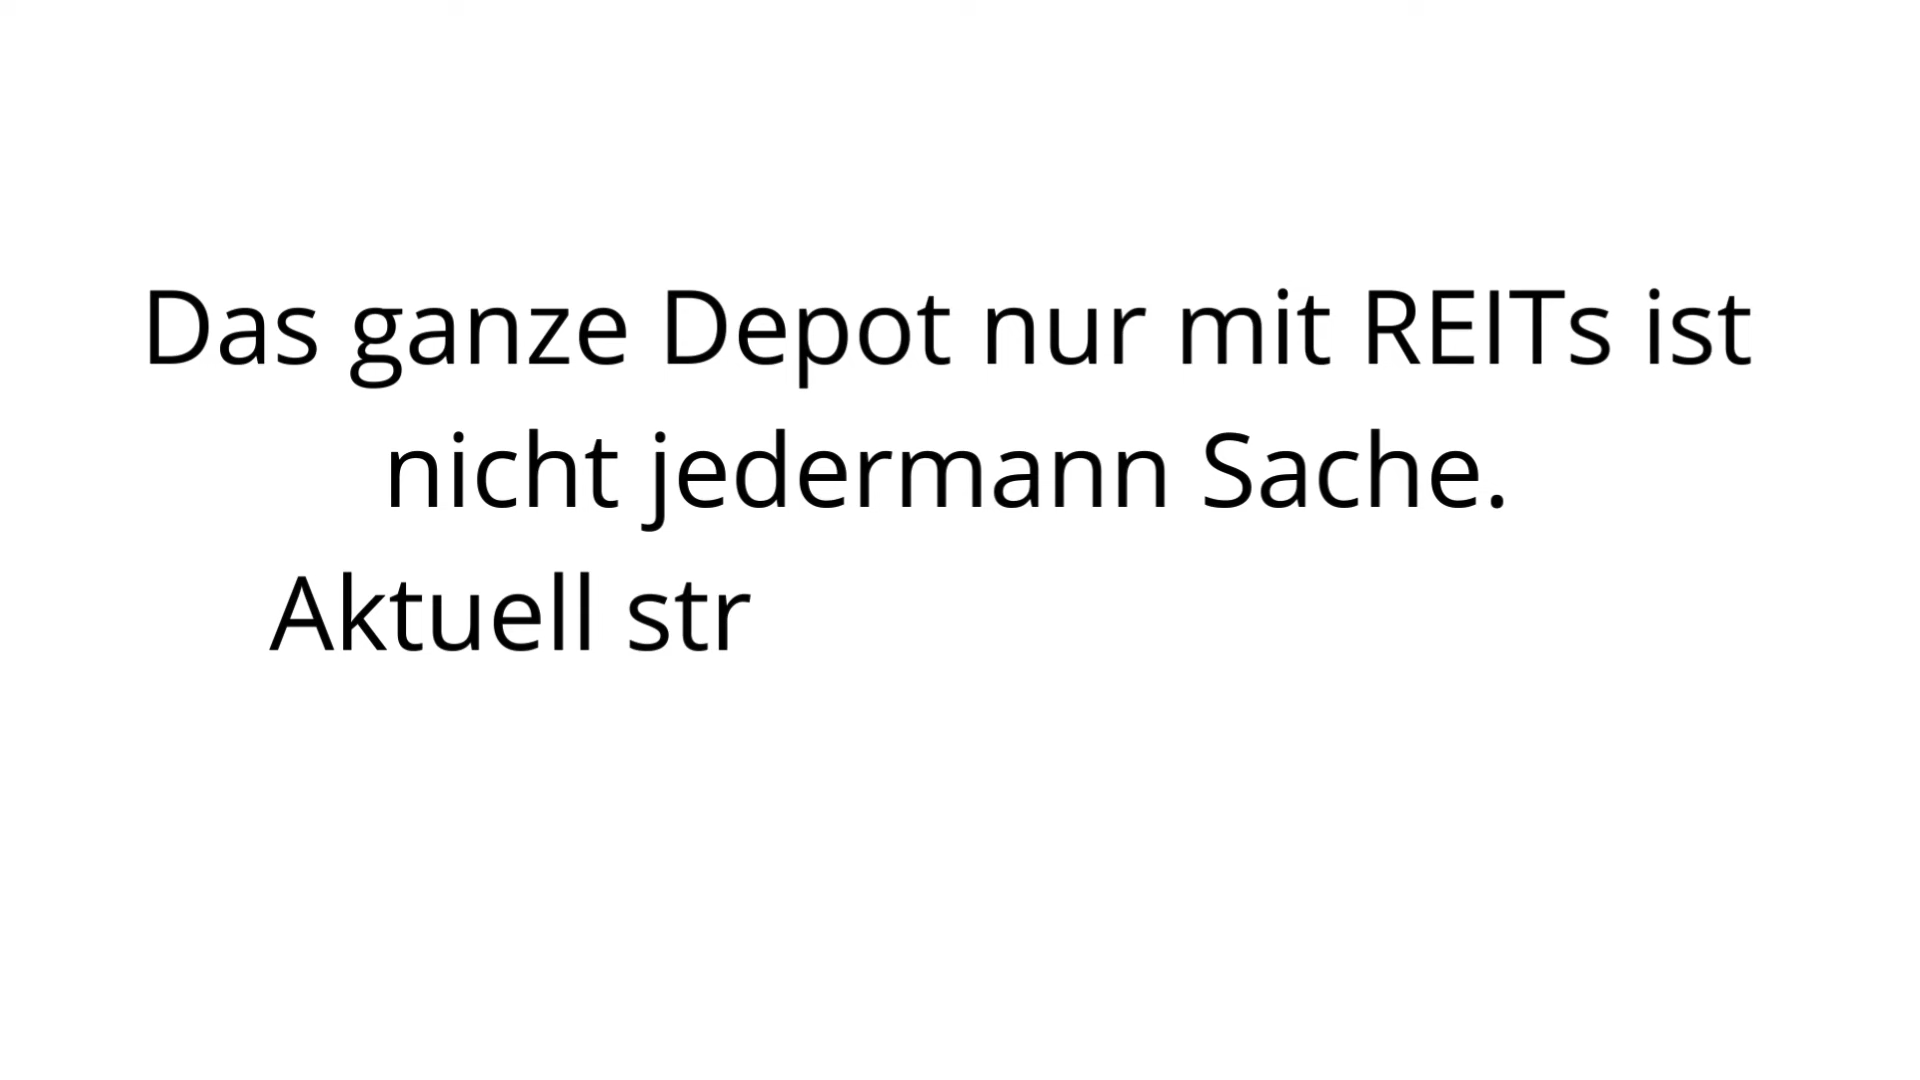 Das ganze Depot nur mit REITs ist
nicht jedermann Sache.
Aktuell str